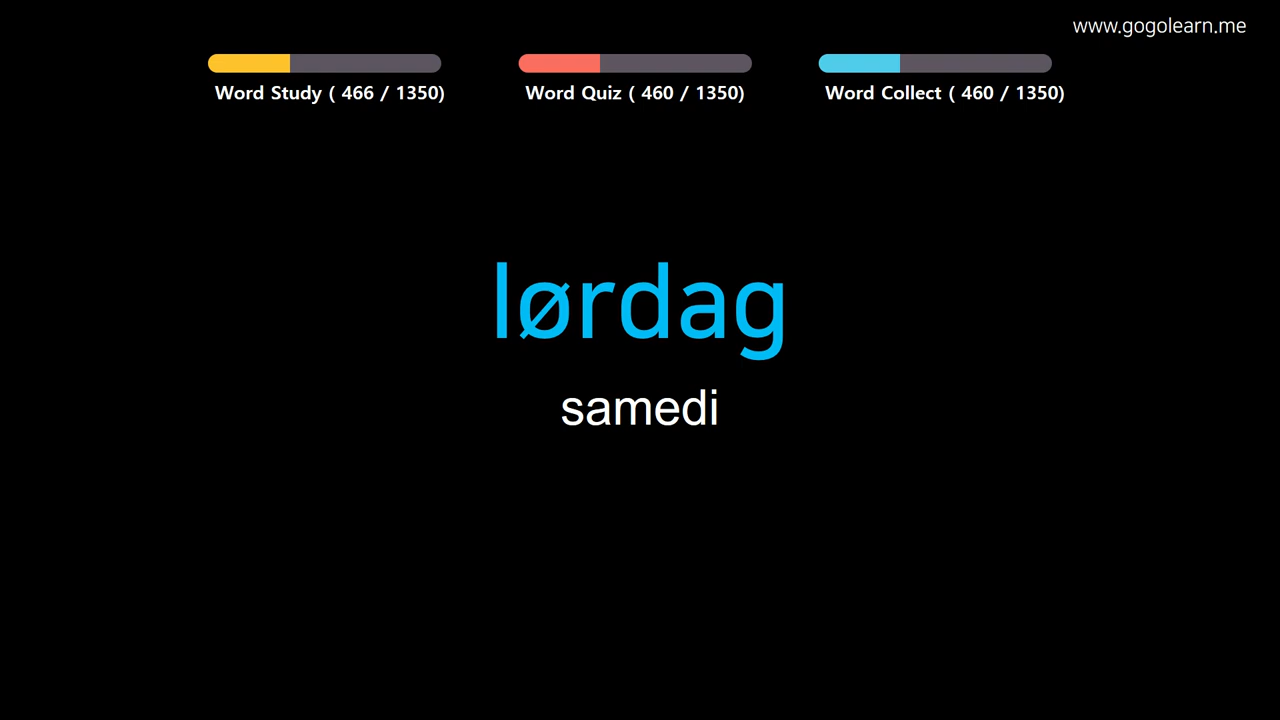 www.gogolearn.me
Word Study ( 466 / 1350)
Word Quiz ( 460 / 1350)
Word Collect ( 460 / 1350)
lørdag
samedi